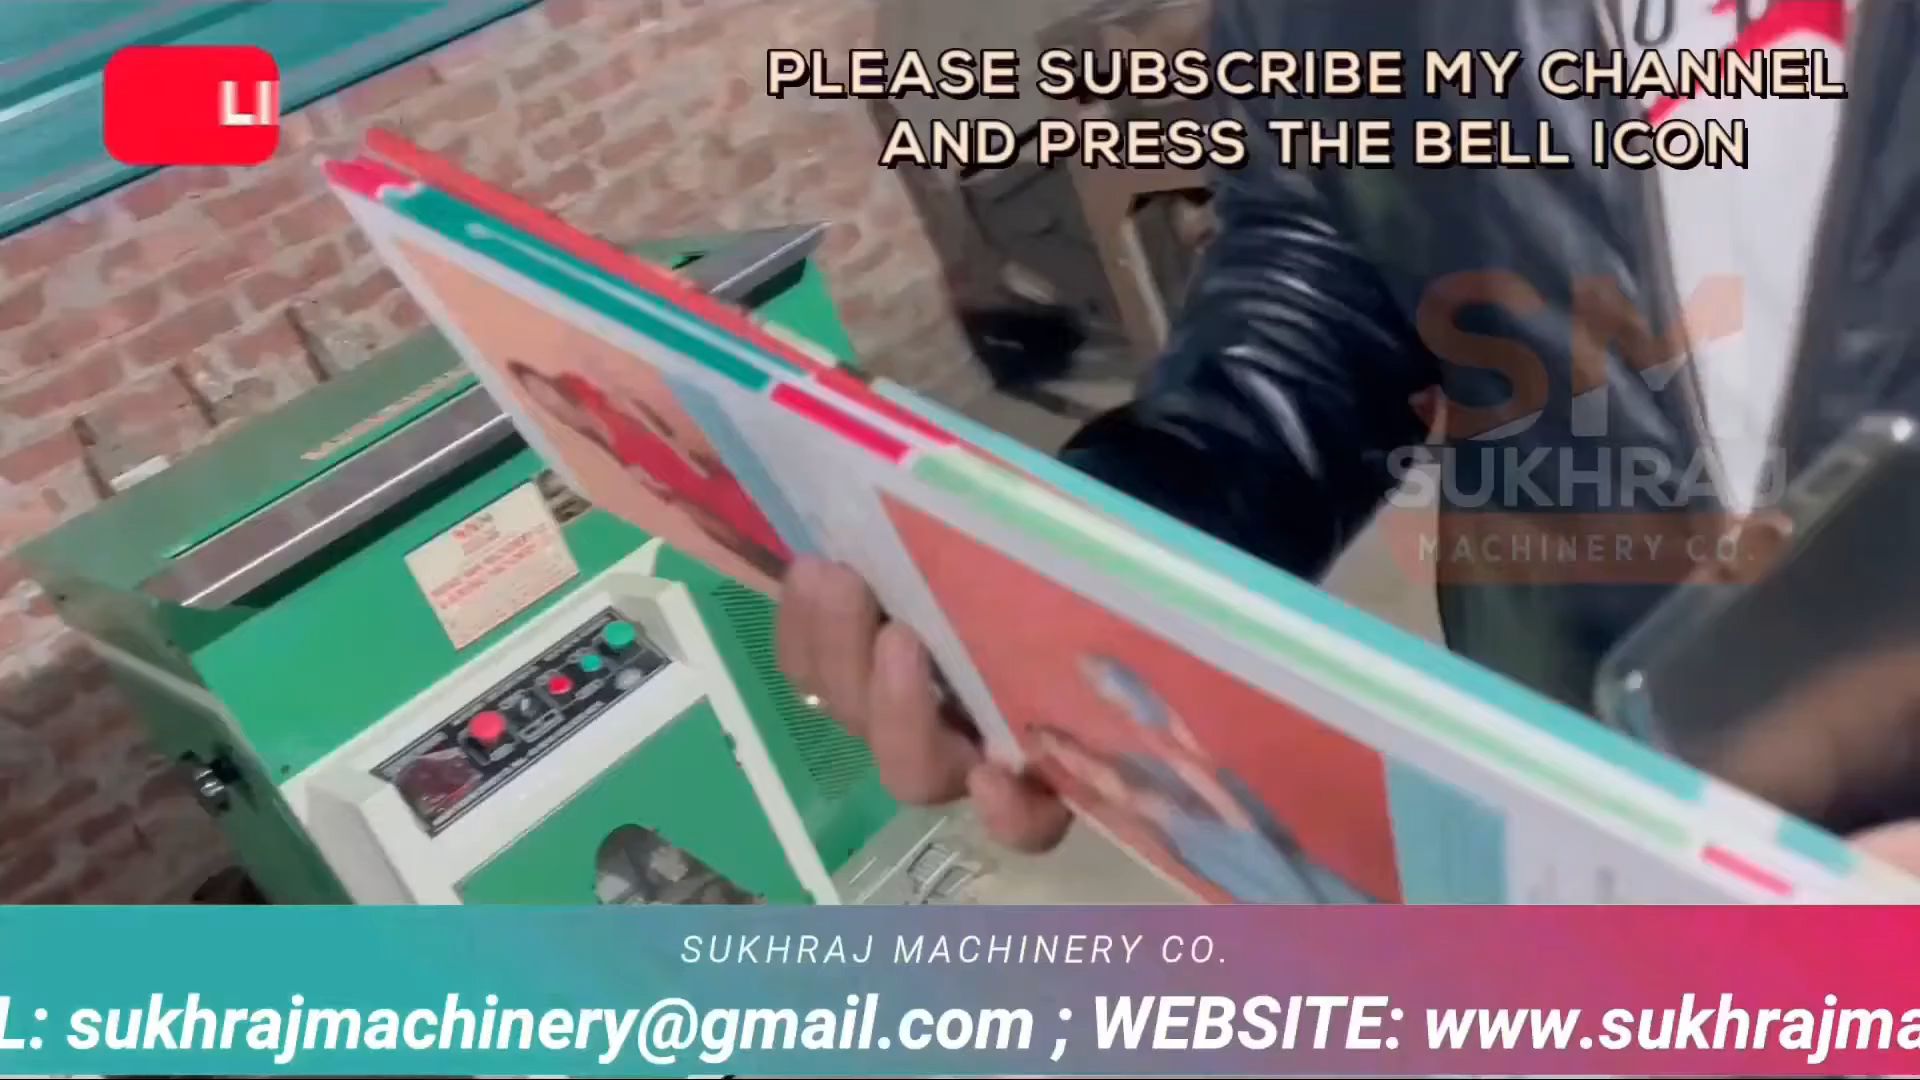 LI
PLEASE SUBSCRIBE MY CHANNEL
AND PRESS THE BELL ICON
SM
SUKHRAJ
MACHINERY CO.
SUKHRAJ MACHINERY CO.
L: sukhrajmachinery@gmail.com ; WEBSITE: www.sukhrajma